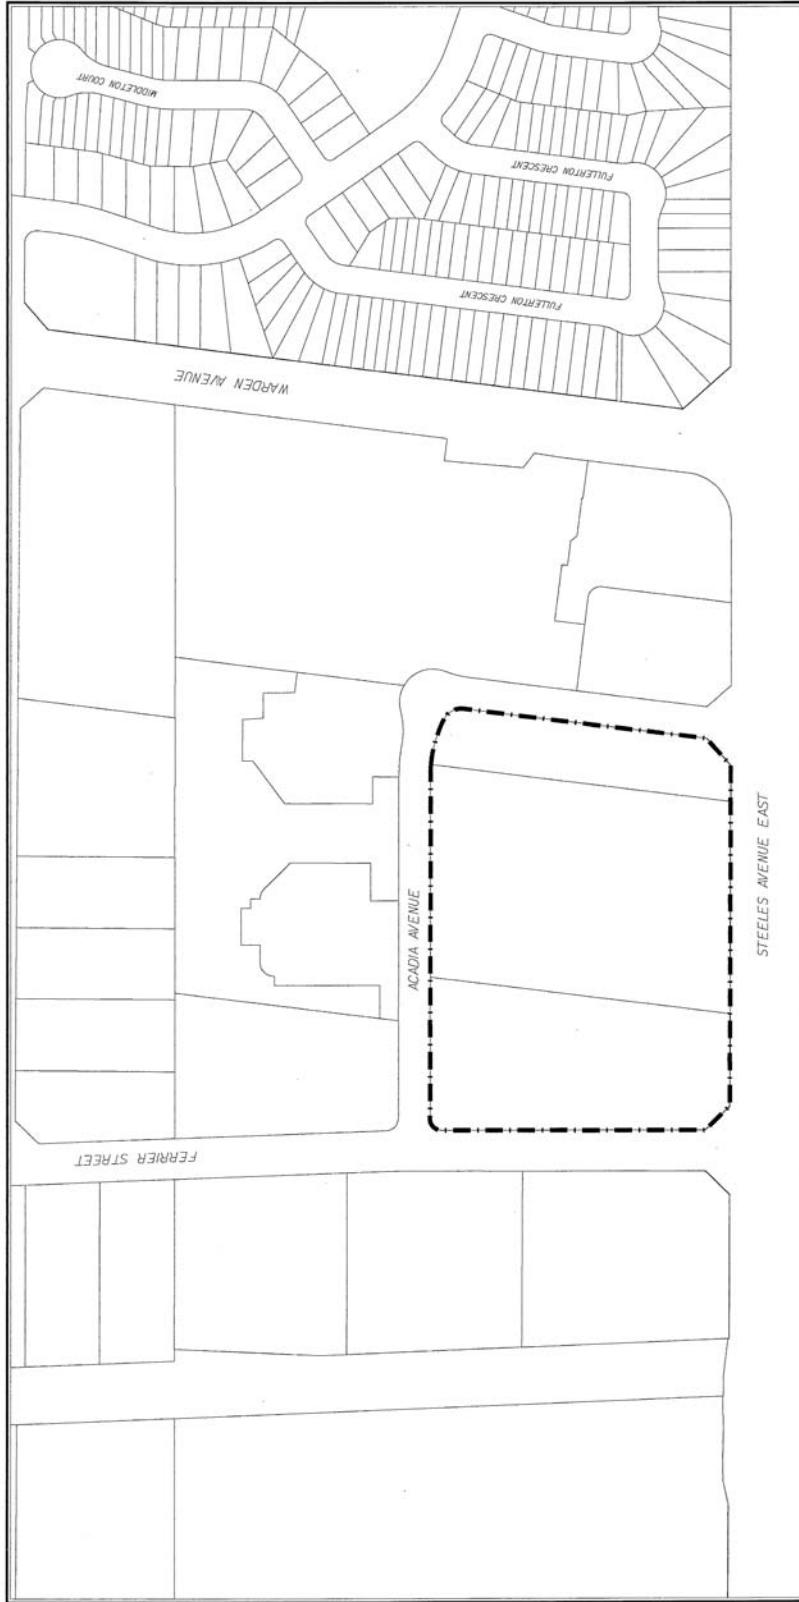 MIDDLETON COURT
FULLERTON CRESCENT
FULLERTON CRESCENT
WARDEN AVENUE
STEELES AVENUE EAST
ACADIA AVENUE
FERRIER STREET